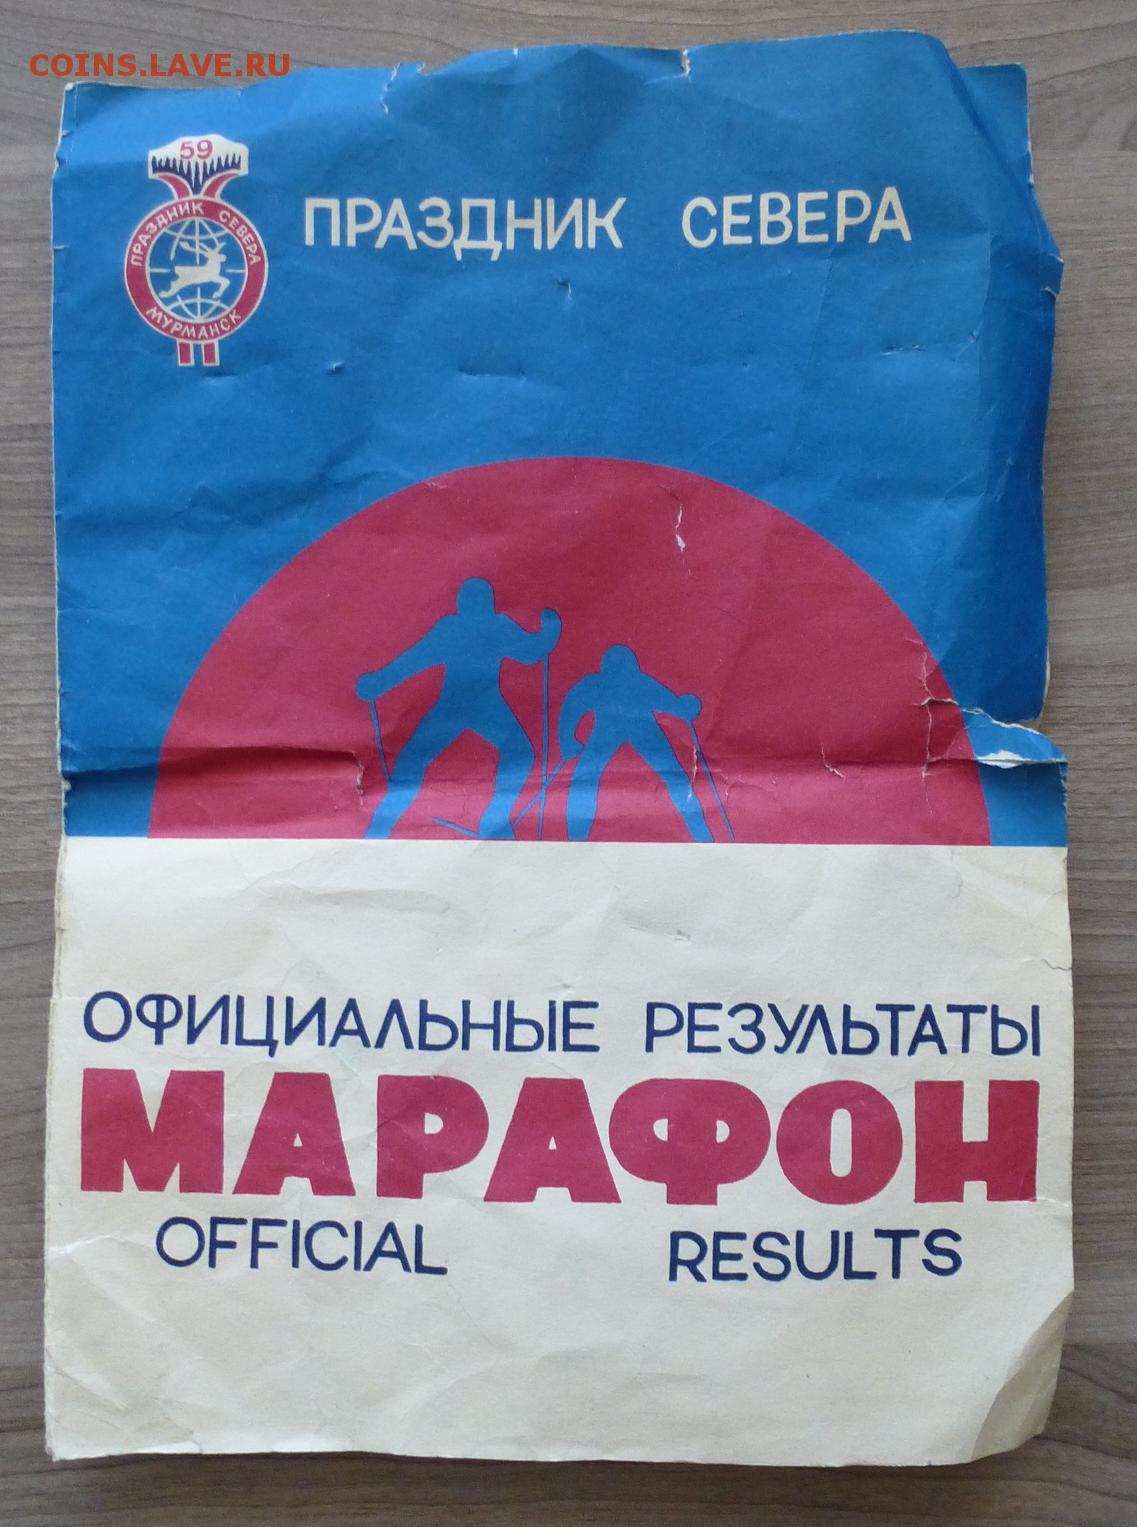 COINS.LAVE.RU
59
ПРАЗДНИК СЕВЕРА
МУРМАНСК
ПРАЗДНИК СЕВЕРА
ОФИЦИАЛЬНЫЕ РЕЗУЛЬТАТЫ
МАРАФОН
OFFICIAL RESULTS